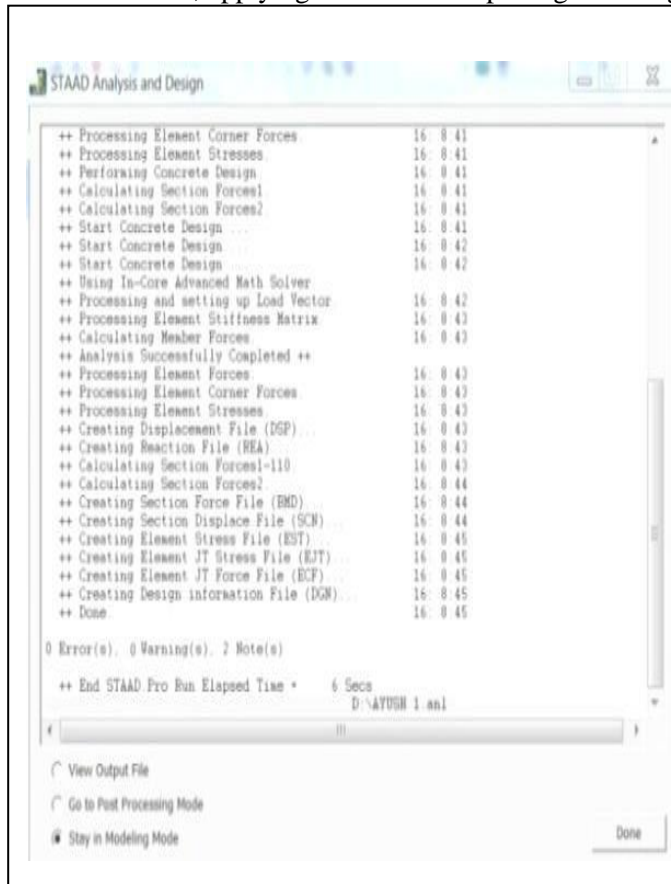 STAAD Analysis and Design
++ Processing Element Corner Forces. 16: 8:41
++ Processing Element Stresses. 16: 8:41
++ Performing Concrete Design 16: 8:41
++ Calculating Section Forces1. 16: 8:41
++ Calculating Section Forces2. 16: 8:41
++ Start Concrete Design ... 16: 8:41
++ Start Concrete Design ... 16: 8:42
++ Start Concrete Design ... 16: 8:42
++ Using In-Core Advanced Math Solver
++ Processing and setting up Load Vector. 16: 8:42
++ Processing Element Stiffness Matrix. 16: 8:43
++ Calculating Member Forces. 16: 8:43
++ Analysis Successfully Completed ++
++ Processing Element Forces. 16: 8:43
++ Processing Element Corner Forces. 16: 8:43
++ Processing Element Stresses. 16: 8:43
++ Creating Displacement File (DSP)... 16: 8:43
++ Creating Reaction File (REA)... 16: 8:43
++ Calculating Section Forces1-110. 16: 8:43
++ Calculating Section Forces2. 16: 8:44
++ Creating Section Force File (BMD)... 16: 8:44
++ Creating Section Displace File (SCN)... 16: 8:44
++ Creating Element Stress File (EST)... 16: 8:45
++ Creating Element JT Stress File (EJT)... 16: 8:45
++ Creating Element JT Force File (ECF)... 16: 8:45
++ Creating Design information File (DGN)... 16: 8:45
++ Done. 16: 8:45
0 Error(s), 0 Warning(s), 2 Note(s)
++ End STAAD.Pro Run Elapsed Time = 6 Secs
D:\AYUSH 1.anl
View Output File
Go to Post Processing Mode
Stay in Modeling Mode
Done